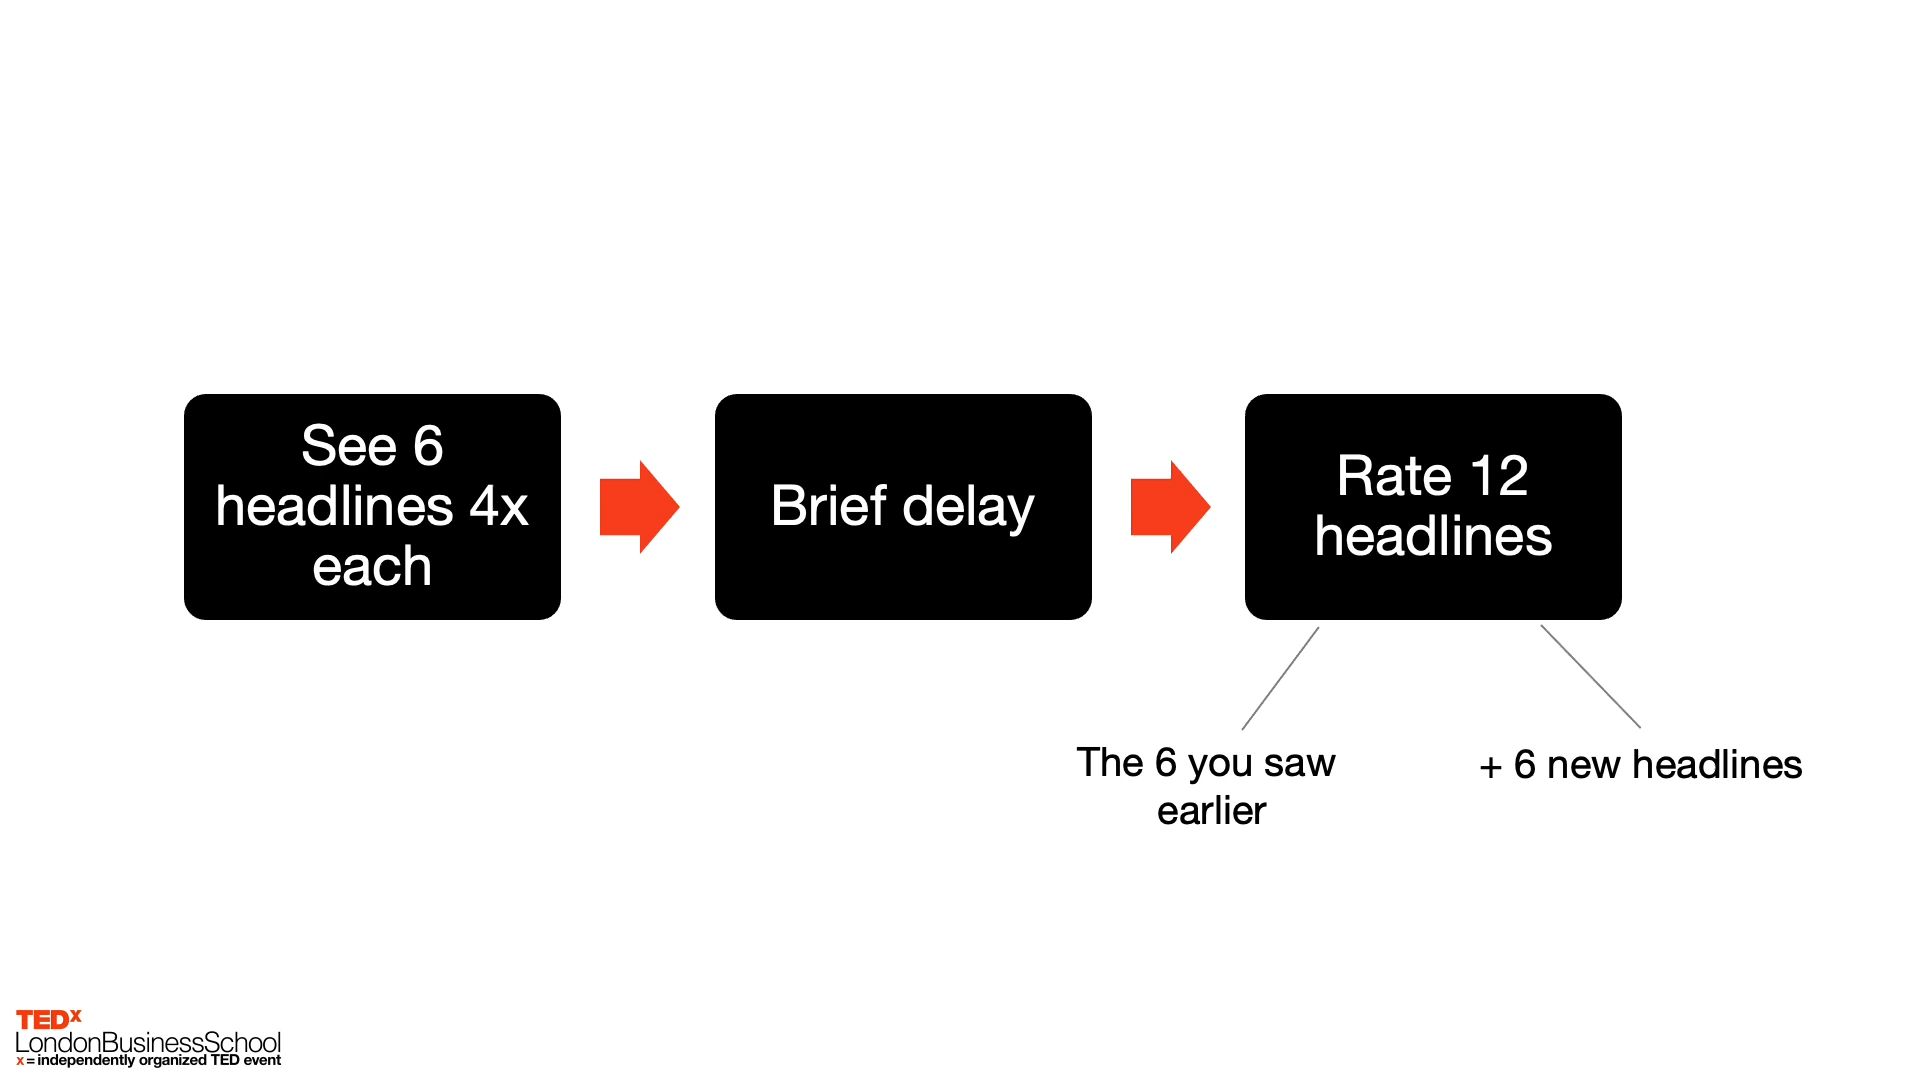 See 6
headlines 4x
each
Brief delay
Rate 12
headlines
The 6 you saw
earlier
+ 6 new headlines
TEDx
LondonBusinessSchool
x = independently organized TED event